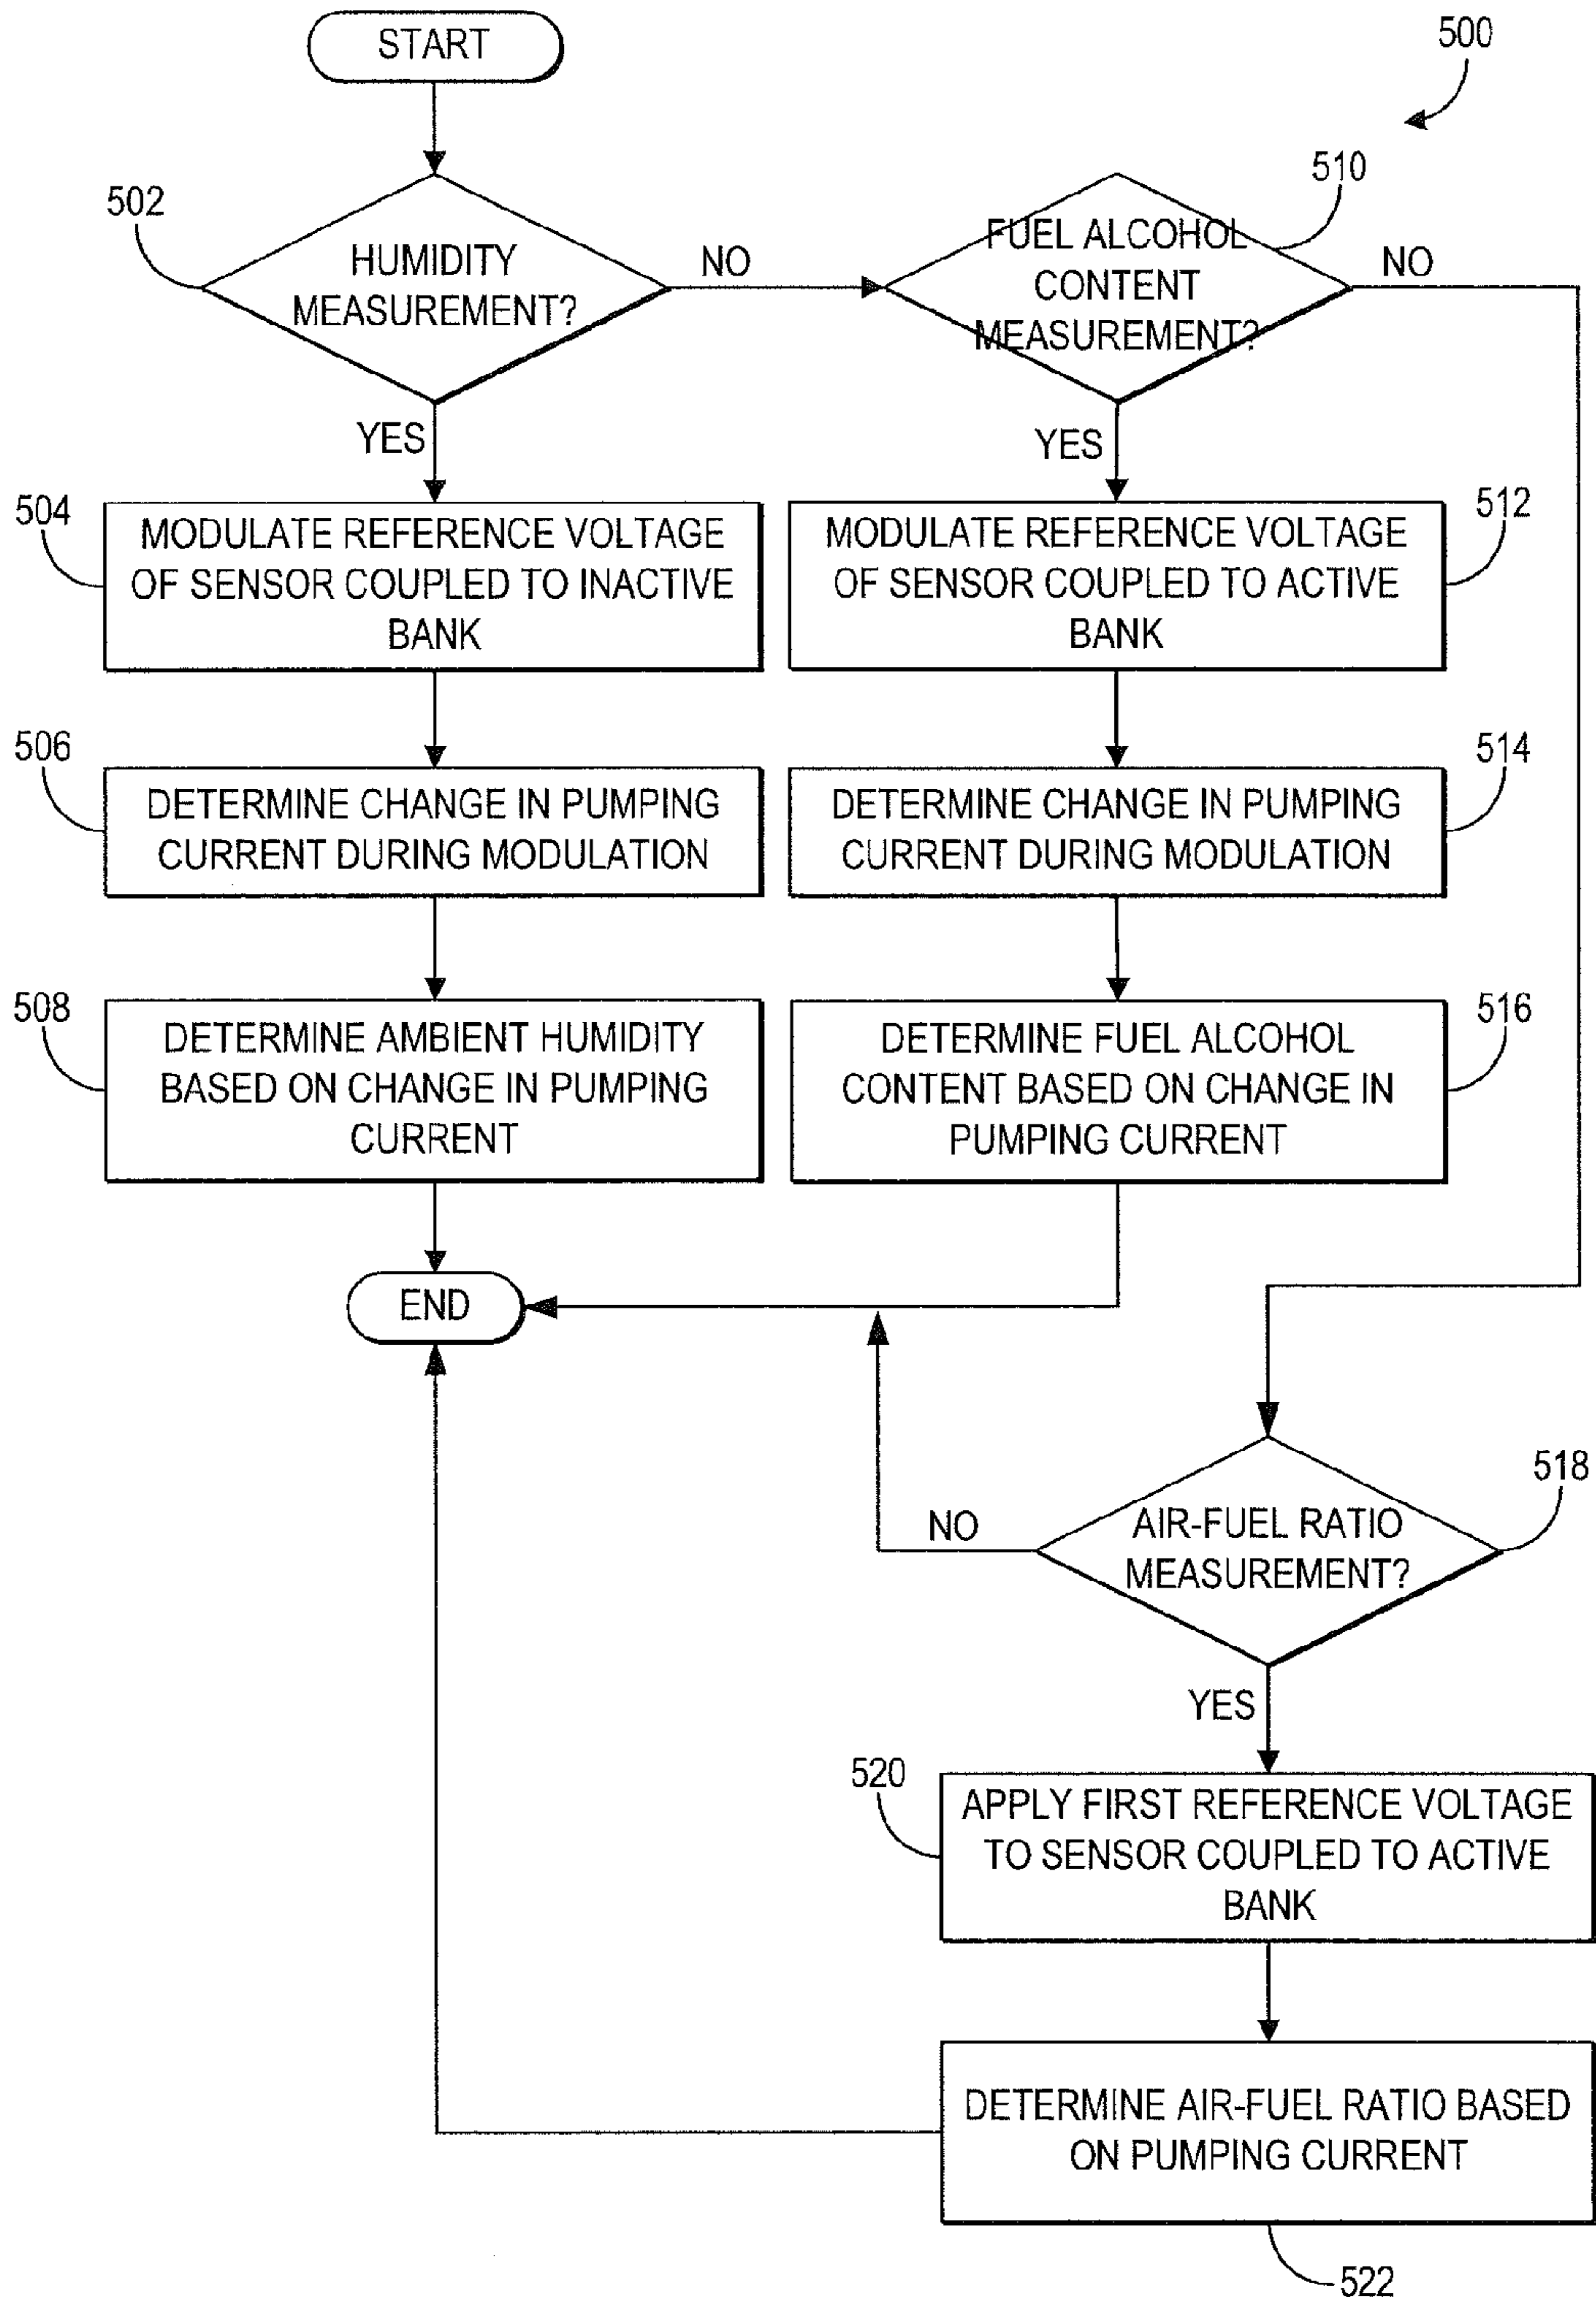 START
500
502
HUMIDITY
MEASUREMENT?
NO
510
FUEL ALCOHOL
CONTENT
MEASUREMENT?
NO
YES
YES
504
MODULATE REFERENCE VOLTAGE
OF SENSOR COUPLED TO INACTIVE
BANK
512
MODULATE REFERENCE VOLTAGE
OF SENSOR COUPLED TO ACTIVE
BANK
506
DETERMINE CHANGE IN PUMPING
CURRENT DURING MODULATION
514
DETERMINE CHANGE IN PUMPING
CURRENT DURING MODULATION
508
DETERMINE AMBIENT HUMIDITY
BASED ON CHANGE IN PUMPING
CURRENT
516
DETERMINE FUEL ALCOHOL
CONTENT BASED ON CHANGE IN
PUMPING CURRENT
END
518
AIR-FUEL RATIO
MEASUREMENT?
NO
YES
520
APPLY FIRST REFERENCE VOLTAGE
TO SENSOR COUPLED TO ACTIVE
BANK
DETERMINE AIR-FUEL RATIO BASED
ON PUMPING CURRENT
522